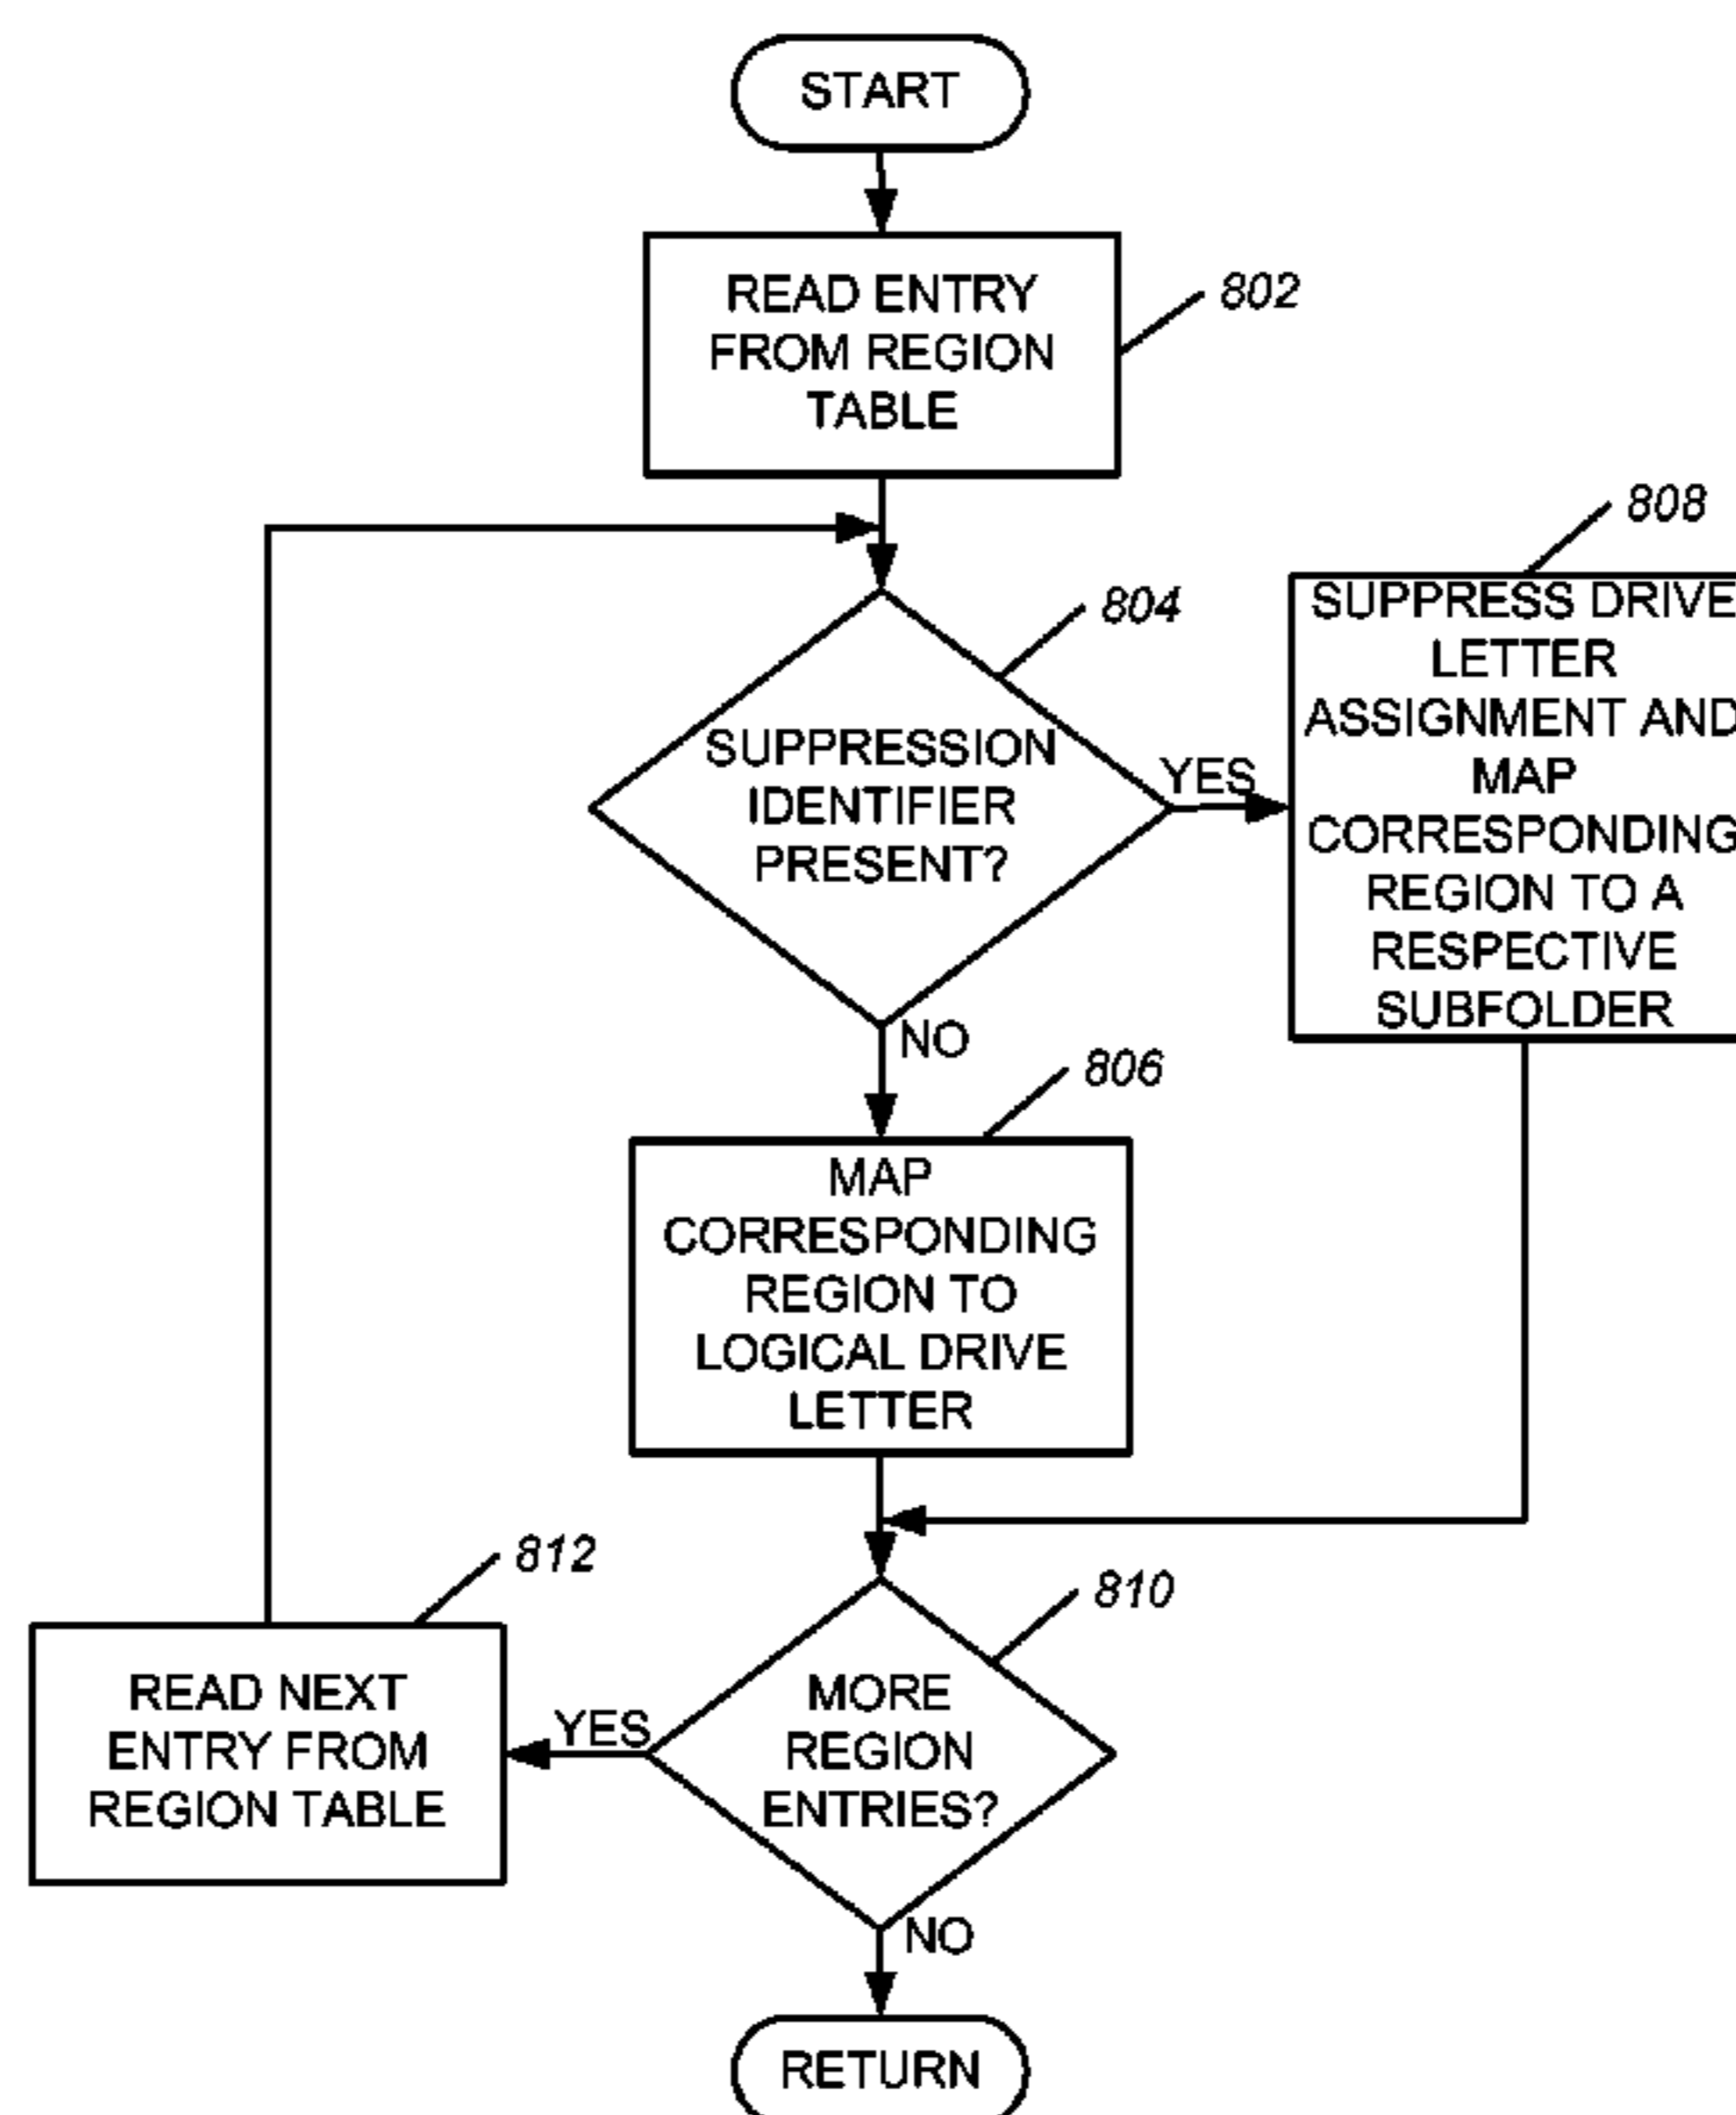 START
READ ENTRY
FROM REGION
TABLE
802
804
SUPPRESSION
IDENTIFIER
PRESENT?
YES
NO
808
SUPPRESS DRIVE
LETTER
ASSIGNMENT AND
MAP
CORRESPONDING
REGION TO A
RESPECTIVE
SUBFOLDER
806
MAP
CORRESPONDING
REGION TO
LOGICAL DRIVE
LETTER
810
MORE
REGION
ENTRIES?
YES
812
READ NEXT
ENTRY FROM
REGION TABLE
NO
RETURN